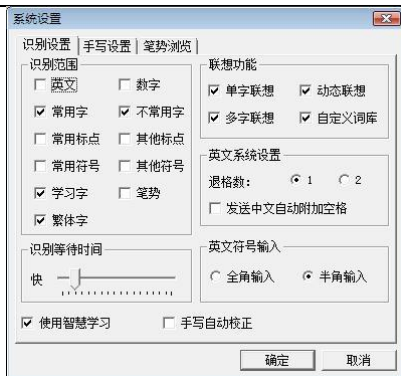 系统设置
识别设置 手写设置 笔势浏览
识别范围
英文 数字
常用字 不常用字
常用标点 其他标点
常用符号 其他符号
学习字 笔势
繁体字
联想功能
单字联想 动态联想
多字联想 自定义词库
英文系统设置
退格数： 1 2
发送中文自动附加空格
识别等待时间
快
英文符号输入
全角输入 半角输入
使用智慧学习 手写自动校正
确定 取消